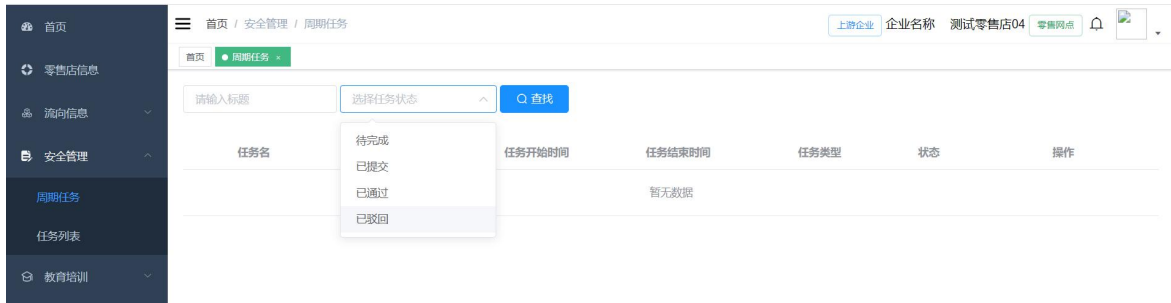 首页
零售店信息
流向信息
安全管理
周期任务
任务列表
教育培训
首页 / 安全管理 / 周期任务
上游企业 企业名称 测试零售店04 零售网点
首页 周期任务 ×
请输入标题 选择任务状态 查找
任务名 任务开始时间 任务结束时间 任务类型 状态 操作
待完成
已提交
已通过
已驳回
暂无数据